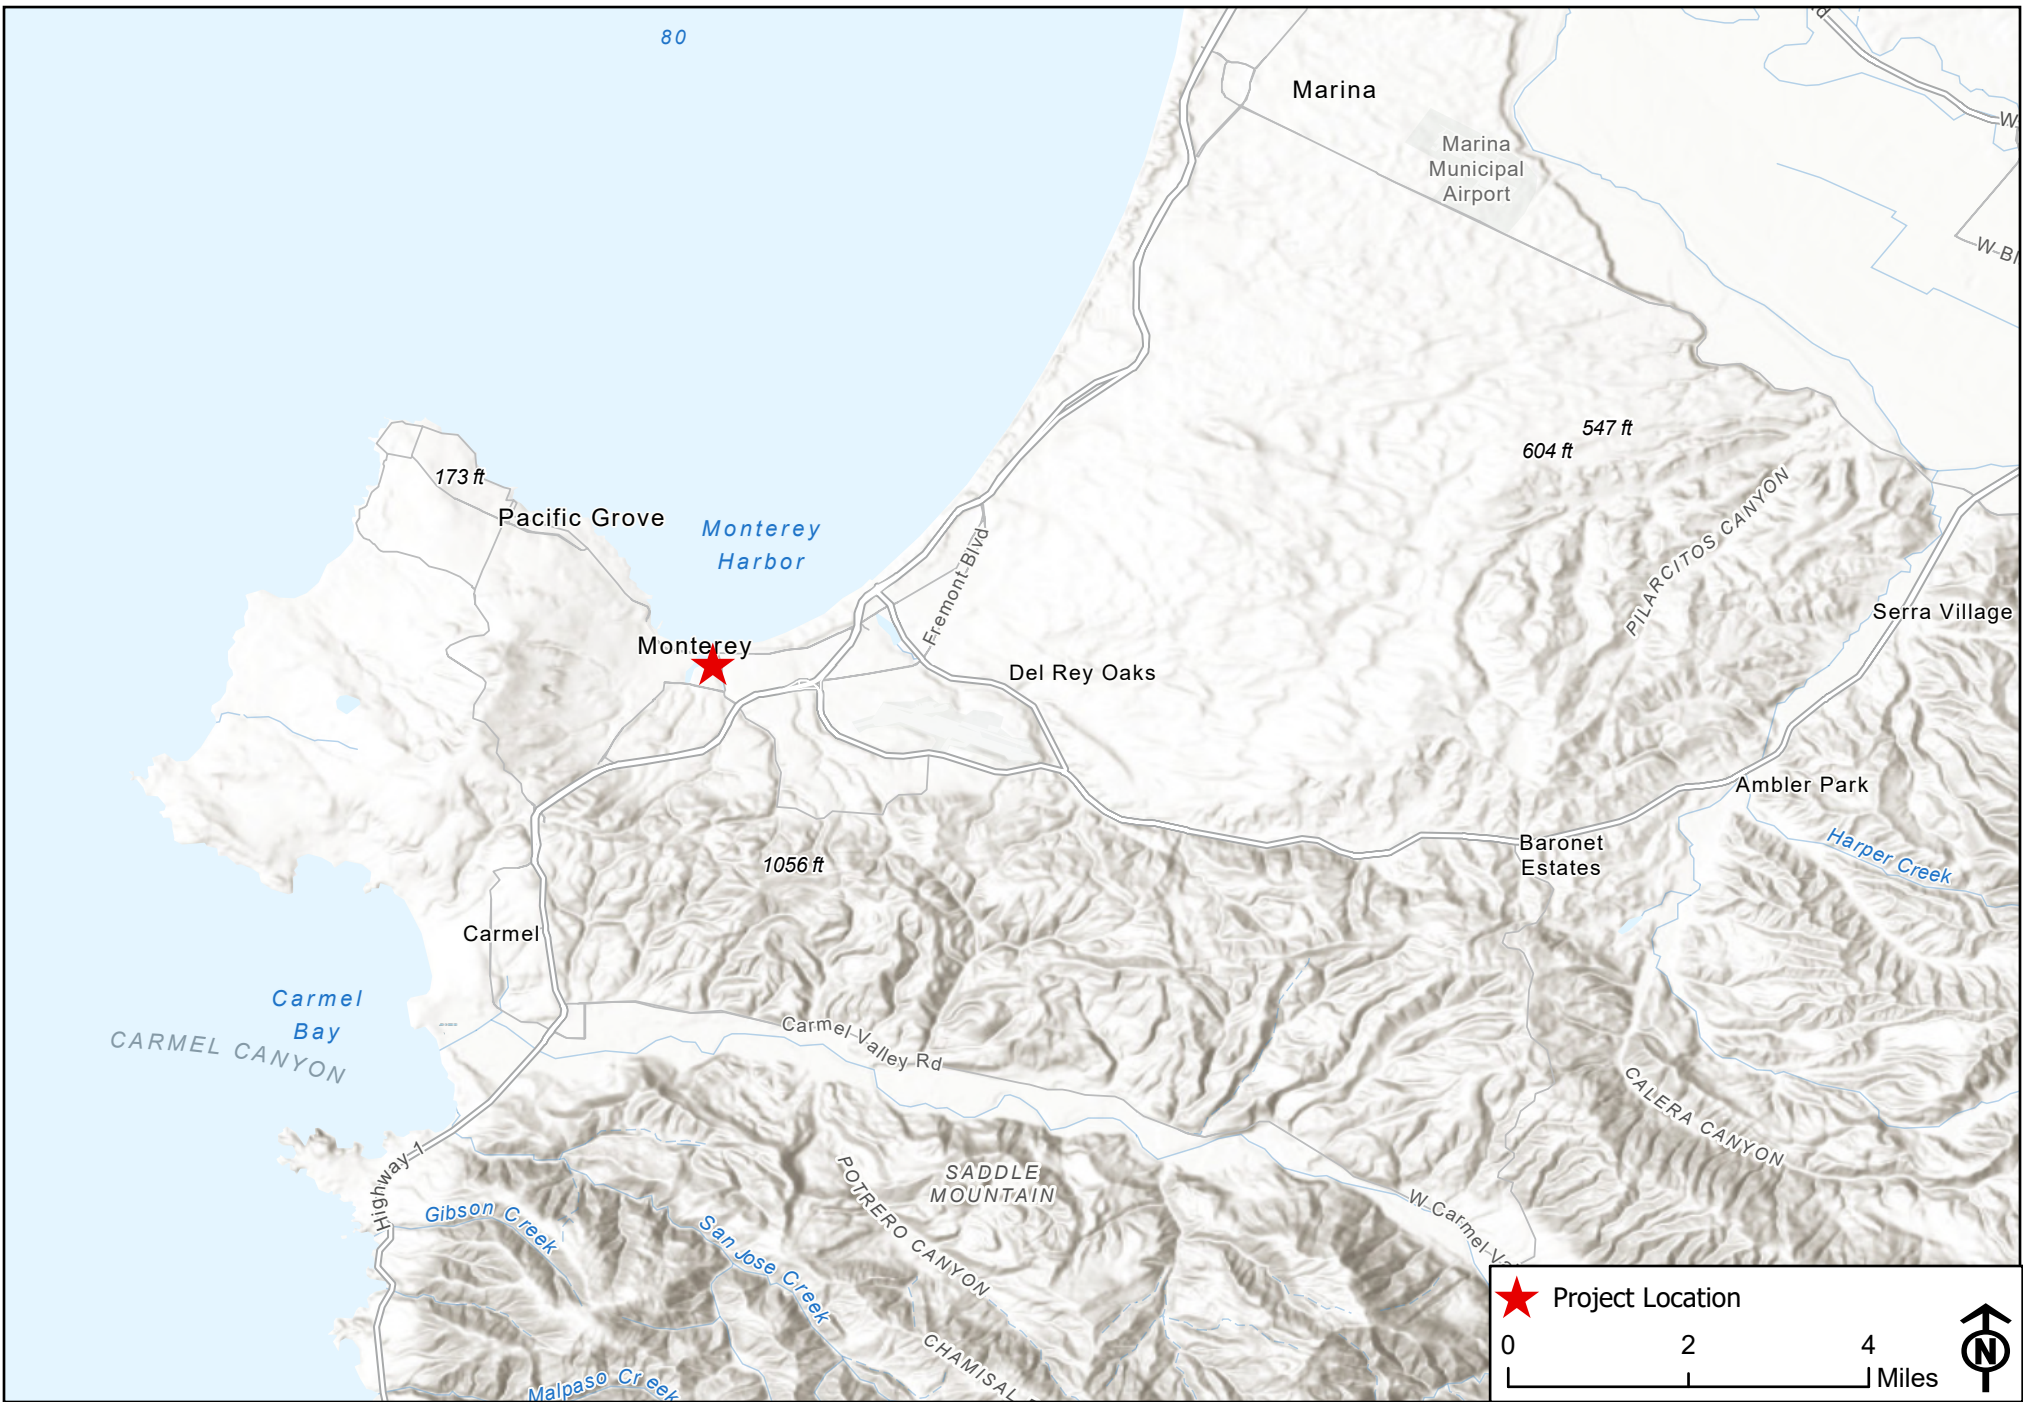 80
Marina
Marina
Municipal
Airport
W
W Bl
547 ft
604 ft
173 ft
Pacific Grove
Monterey
Harbor
PILARCITOS CANYON
Fremont Blvd
Serra Village
Monterey
Del Rey Oaks
Ambler Park
Baronet
Estates
Harper Creek
1056 ft
Carmel
Carmel
Bay
CARMEL CANYON
Carmel Valley Rd
CALERA CANYON
Highway 1
SADDLE
MOUNTAIN
POTRERO CANYON
W Carmel Va
Gibson Creek
San Jose Creek
CHAMISAL
Malpaso Creek
Project Location
0 2 4
Miles
N